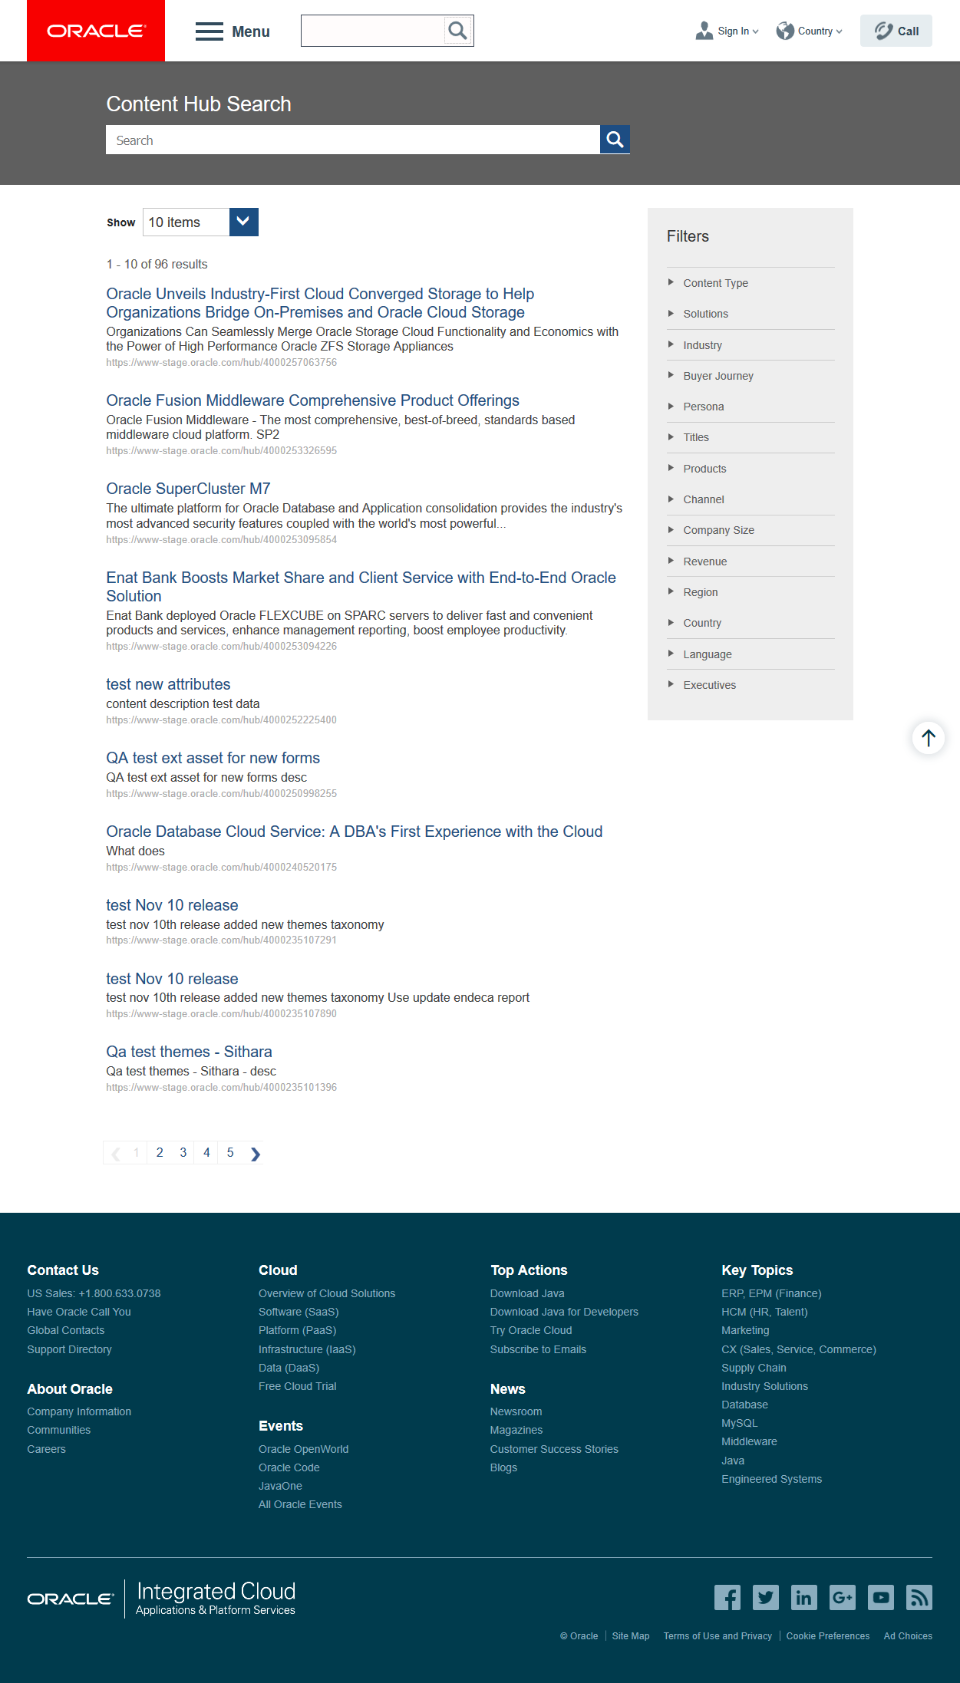 ORACLE
Menu
Sign In
Country
Call
Content Hub Search
Search
Show
10 items
1 - 10 of 96 results
Oracle Unveils Industry-First Cloud Converged Storage to Help
Organizations Bridge On-Premises and Oracle Cloud Storage
Organizations Can Seamlessly Merge Oracle Storage Cloud Functionality and Economics with
the Power of High Performance Oracle ZFS Storage Appliances
https://www-stage.oracle.com/hub/4000257063756
Oracle Fusion Middleware Comprehensive Product Offerings
Oracle Fusion Middleware - The most comprehensive, best-of-breed, standards based
middleware cloud platform. SP2
https://www-stage.oracle.com/hub/4000253326595
Oracle SuperCluster M7
The ultimate platform for Oracle Database and Application consolidation provides the industry's
most advanced security features coupled with the world's most powerful...
https://www-stage.oracle.com/hub/4000253095854
Enat Bank Boosts Market Share and Client Service with End-to-End Oracle
Solution
Enat Bank deployed Oracle FLEXCUBE on SPARC servers to deliver fast and convenient
products and services, enhance management reporting, boost employee productivity.
https://www-stage.oracle.com/hub/4000253094226
test new attributes
content description test data
https://www-stage.oracle.com/hub/4000252225400
QA test ext asset for new forms
QA test ext asset for new forms desc
https://www-stage.oracle.com/hub/4000250998255
Oracle Database Cloud Service: A DBA's First Experience with the Cloud
What does
https://www-stage.oracle.com/hub/4000240520175
test Nov 10 release
test nov 10th release added new themes taxonomy
https://www-stage.oracle.com/hub/4000235107291
test Nov 10 release
test nov 10th release added new themes taxonomy Use update endeca report
https://www-stage.oracle.com/hub/4000235107890
Qa test themes - Sithara
Qa test themes - Sithara - desc
https://www-stage.oracle.com/hub/4000235101396
1 2 3 4 5
Filters
Content Type
Solutions
Industry
Buyer Journey
Persona
Titles
Products
Channel
Company Size
Revenue
Region
Country
Language
Executives
Contact Us
US Sales: +1.800.633.0738
Have Oracle Call You
Global Contacts
Support Directory
About Oracle
Company Information
Communities
Careers
Cloud
Overview of Cloud Solutions
Software (SaaS)
Platform (PaaS)
Infrastructure (IaaS)
Data (DaaS)
Free Cloud Trial
Events
Oracle OpenWorld
Oracle Code
JavaOne
All Oracle Events
Top Actions
Download Java
Download Java for Developers
Try Oracle Cloud
Subscribe to Emails
News
Newsroom
Magazines
Customer Success Stories
Blogs
Key Topics
ERP, EPM (Finance)
HCM (HR, Talent)
Marketing
CX (Sales, Service, Commerce)
Supply Chain
Industry Solutions
Database
MySQL
Middleware
Java
Engineered Systems
ORACLE
Integrated Cloud
Applications & Platform Services
© Oracle
Site Map
Terms of Use and Privacy
Cookie Preferences
Ad Choices